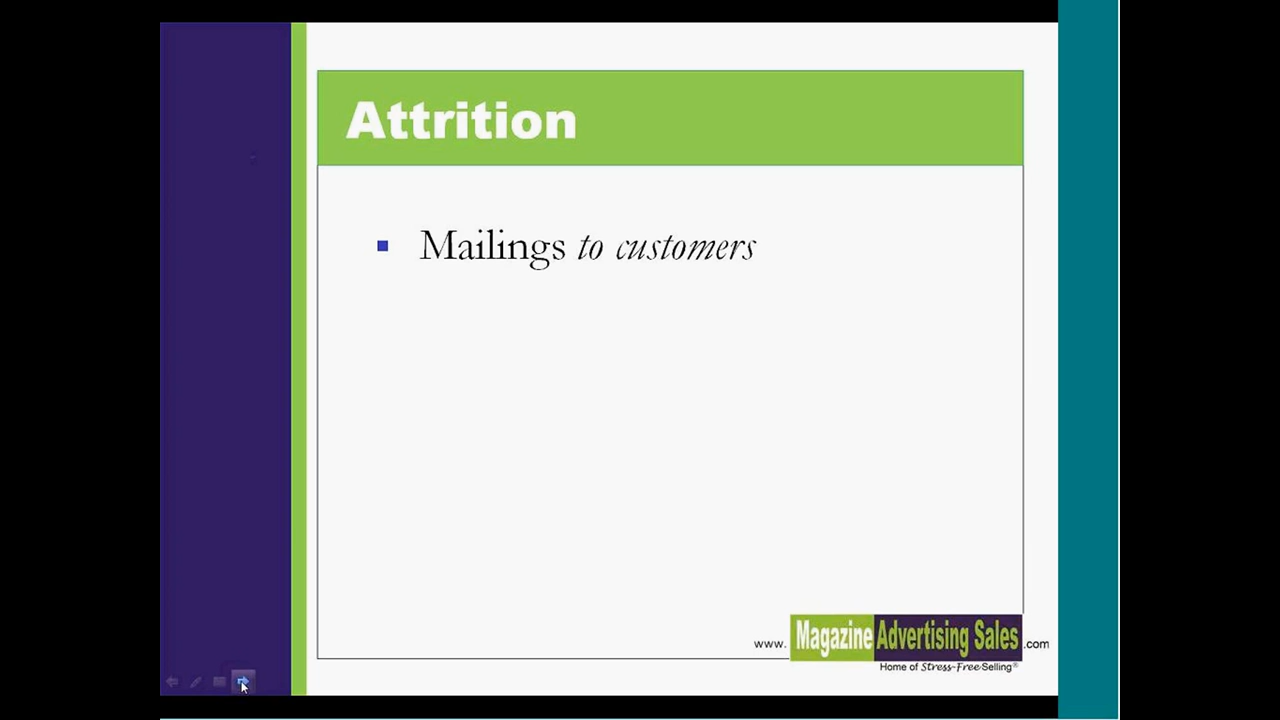 Attrition
Mailings to customers
www. Magazine Advertising Sales .com
Home of Stress-Free Selling®